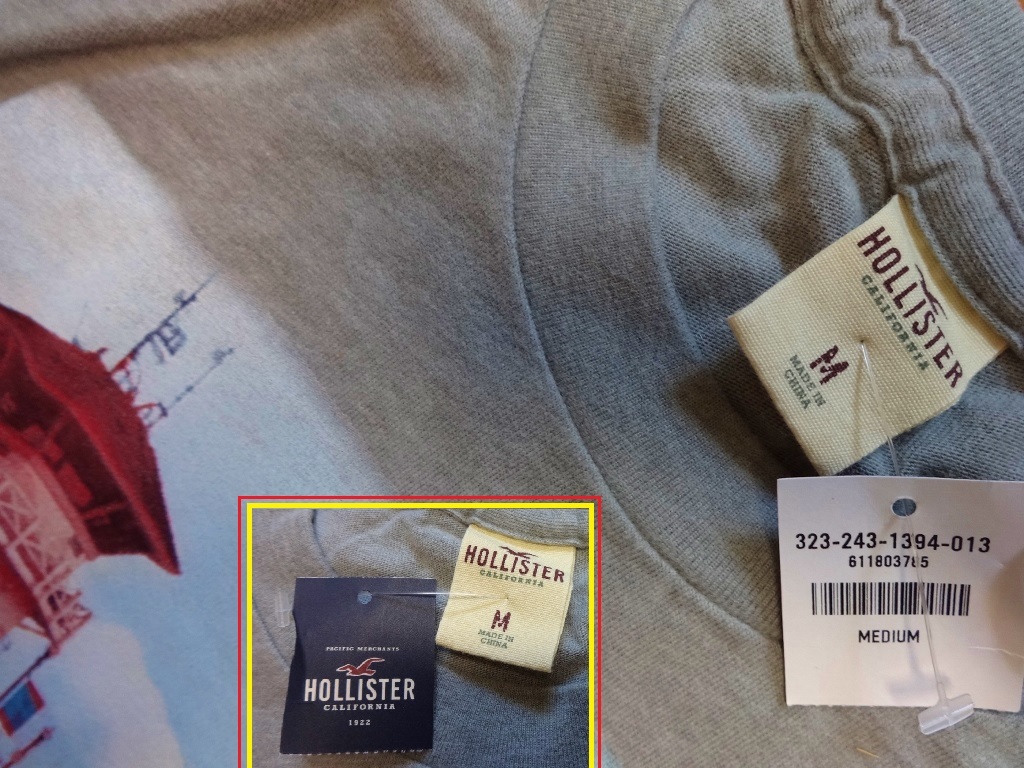 HOLLISTER
CALIFORNIA
M
MADE IN
CHINA
323-243-1394-013
MEDIUM
HOLLISTER
CALIFORNIA
M
MADE IN
CHINA
PACIFIC MERCHANTS
HOLLISTER
CALIFORNIA
1922